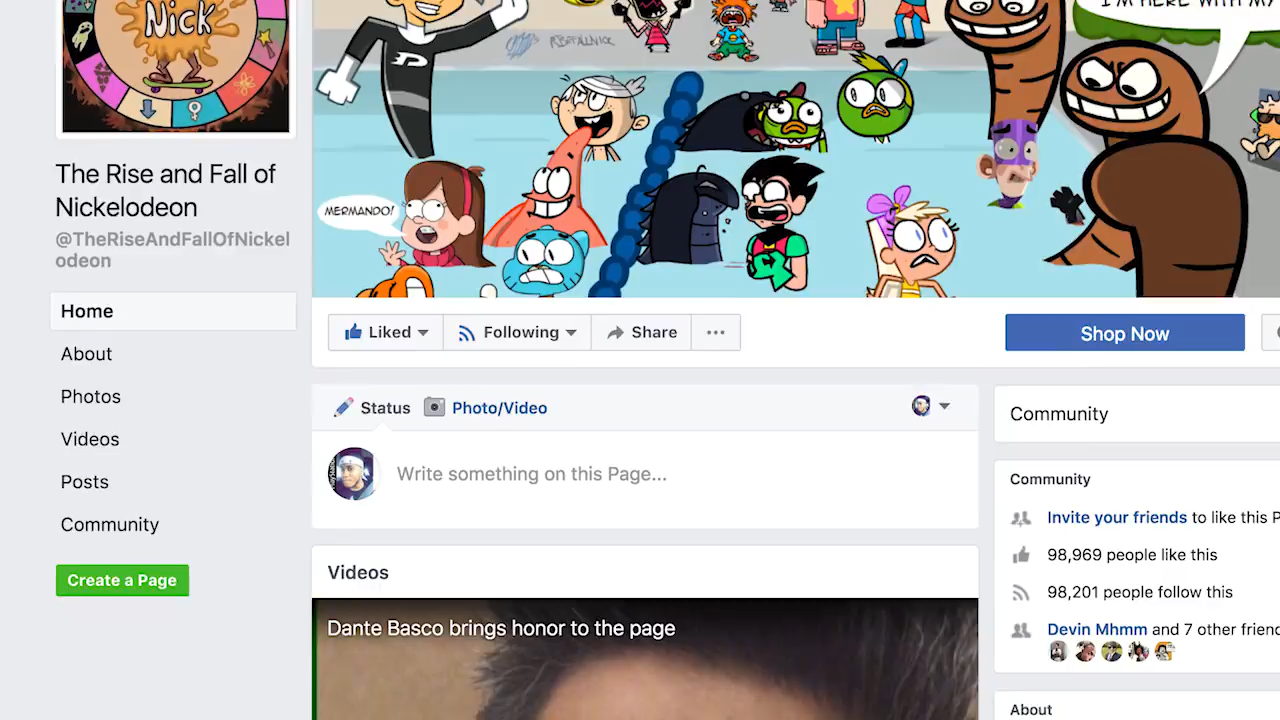 Nick
I'M HERE WITH MY
MERMANDO!
The Rise and Fall of
Nickelodeon
@TheRiseAndFallOfNickel
odeon
Home
About
Photos
Videos
Posts
Community
Create a Page
Liked
Following
Share
Shop Now
Status
Photo/Video
Write something on this Page...
Videos
Dante Basco brings honor to the page
Community
Community
Invite your friends to like this P
98,969 people like this
98,201 people follow this
Devin Mhmm and 7 other friend
About